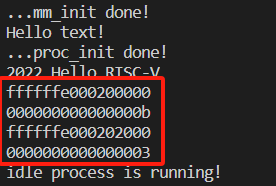 ...mm_init done!
Hello text!
...proc_init done!
2022 Hello RISC-V
ffffffe000200000
000000000000000b
ffffffe000202000
0000000000000003
idle process is running!